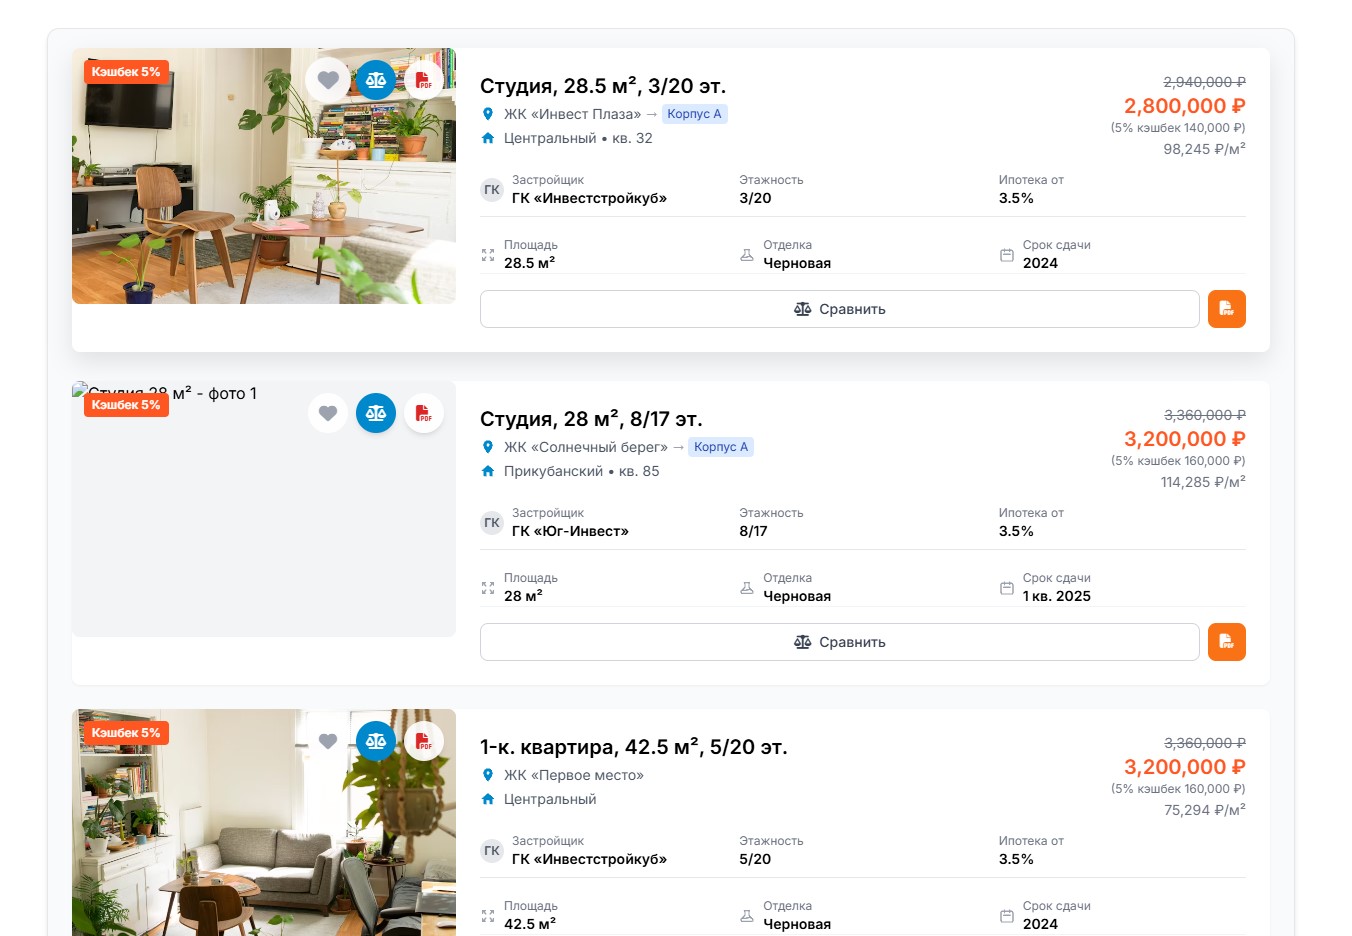 Кэшбек 5%
PDF
Студия, 28.5 м², 3/20 эт.
2,940,000 ₽
2,800,000 ₽
ЖК «Инвест Плаза» → Корпус А
(5% кэшбек 140,000 ₽)
Центральный • кв. 32
98,245 ₽/м²
ГК
Застройщик
ГК «Инвестстройкуб»
Этажность
3/20
Ипотека от
3.5%
Площадь
28.5 м²
Отделка
Черновая
Срок сдачи
2024
Сравнить
PDF
Студия 28 м² - фото 1
Кэшбек 5%
PDF
Студия, 28 м², 8/17 эт.
3,360,000 ₽
3,200,000 ₽
ЖК «Солнечный берег» → Корпус А
(5% кэшбек 160,000 ₽)
Прикубанский • кв. 85
114,285 ₽/м²
ГК
Застройщик
ГК «Юг-Инвест»
Этажность
8/17
Ипотека от
3.5%
Площадь
28 м²
Отделка
Черновая
Срок сдачи
1 кв. 2025
Сравнить
PDF
Кэшбек 5%
PDF
1-к. квартира, 42.5 м², 5/20 эт.
3,360,000 ₽
3,200,000 ₽
ЖК «Первое место»
(5% кэшбек 160,000 ₽)
Центральный
75,294 ₽/м²
ГК
Застройщик
ГК «Инвестстройкуб»
Этажность
5/20
Ипотека от
3.5%
Площадь
42.5 м²
Отделка
Черновая
Срок сдачи
2024